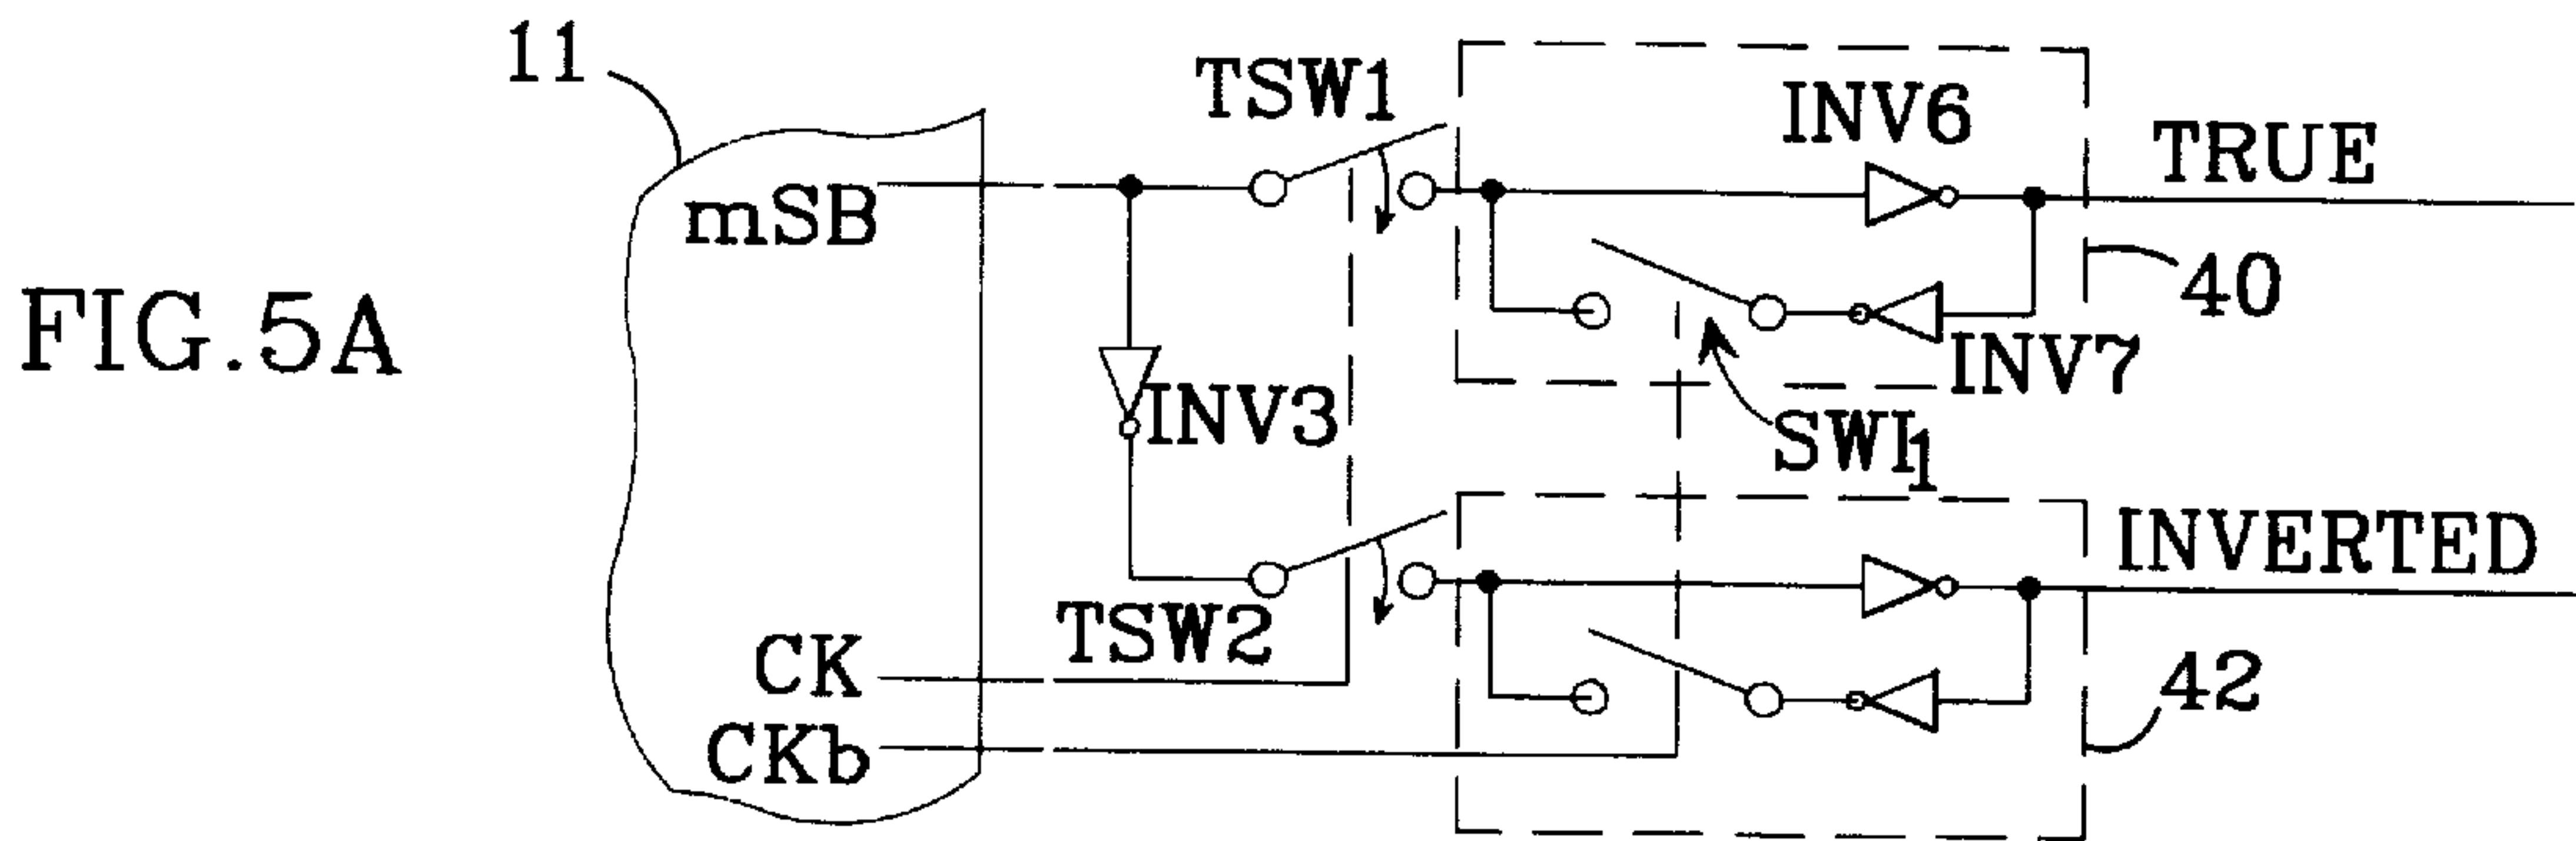 11
TSW1
INV6
TRUE
mSB
40
FIG.5A
INV7
INV3
SWI1
INVERTED
TSW2
CK
42
CKb